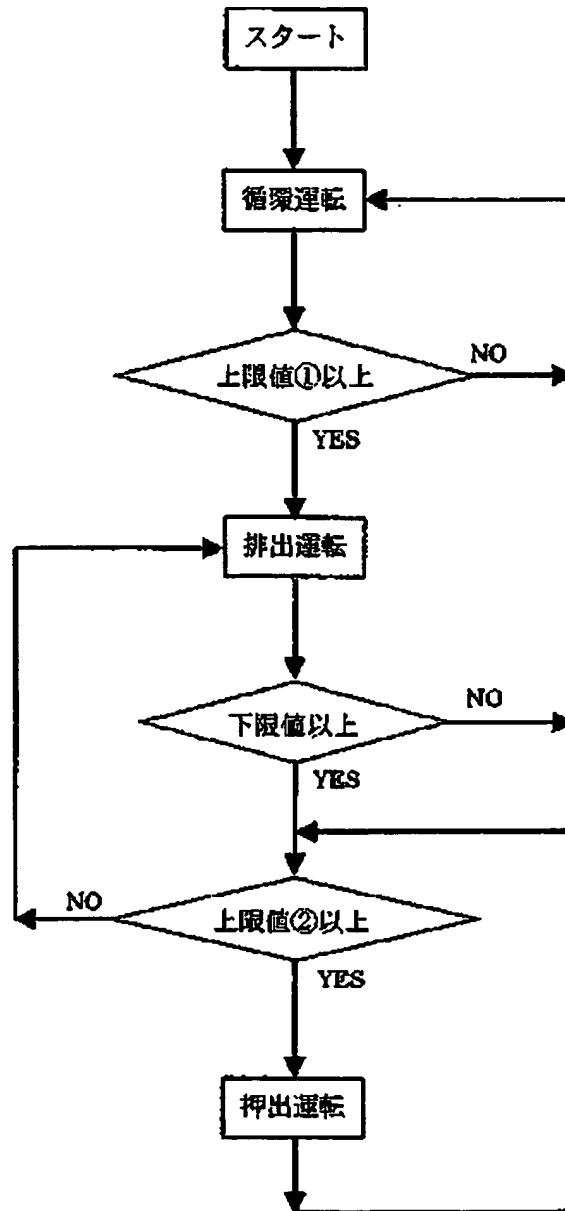 スタート
循環運転
上限値①以上
NO
YES
排出運転
下限値以上
NO
YES
上限値②以上
NO
YES
押出運転